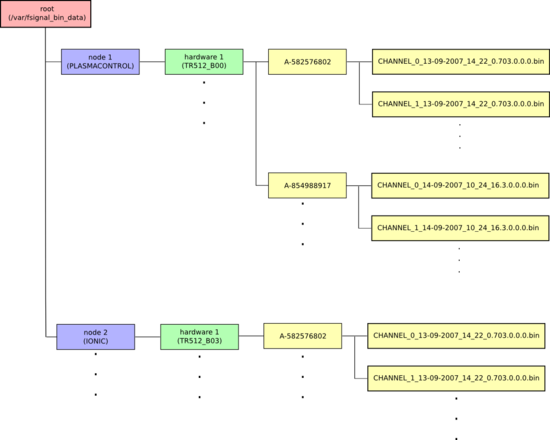 root
(/var/fsignal_bin_data)
node 1
(PLASMACONTROL)
hardware 1
(TR512_B00)
A-582576802
CHANNEL_0_13-09-2007_14_22_0.703.0.0.0.bin
CHANNEL_1_13-09-2007_14_22_0.703.0.0.0.bin
A-854988917
CHANNEL_0_14-09-2007_10_24_16.3.0.0.0.bin
CHANNEL_1_14-09-2007_10_24_16.3.0.0.0.bin
node 2
(IONIC)
hardware 1
(TR512_B03)
A-582576802
CHANNEL_0_13-09-2007_14_22_0.703.0.0.0.bin
CHANNEL_1_13-09-2007_14_22_0.703.0.0.0.bin